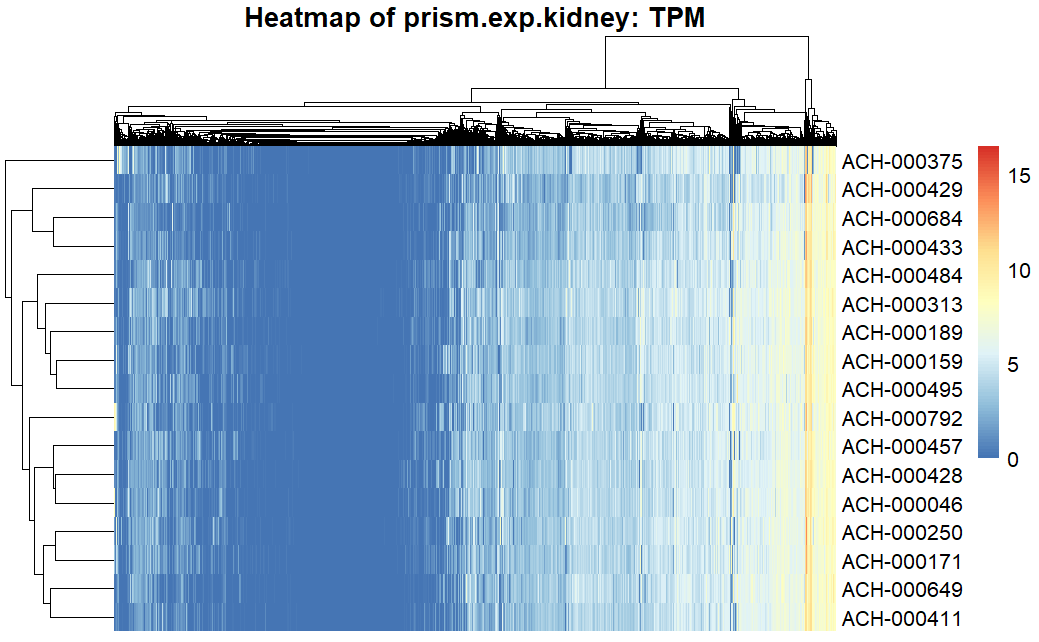 Heatmap of prism.exp.kidney: TPM
ACH-000375
ACH-000429
ACH-000684
ACH-000433
ACH-000484
ACH-000313
ACH-000189
ACH-000159
ACH-000495
ACH-000792
ACH-000457
ACH-000428
ACH-000046
ACH-000250
ACH-000171
ACH-000649
ACH-000411
15
10
5
0